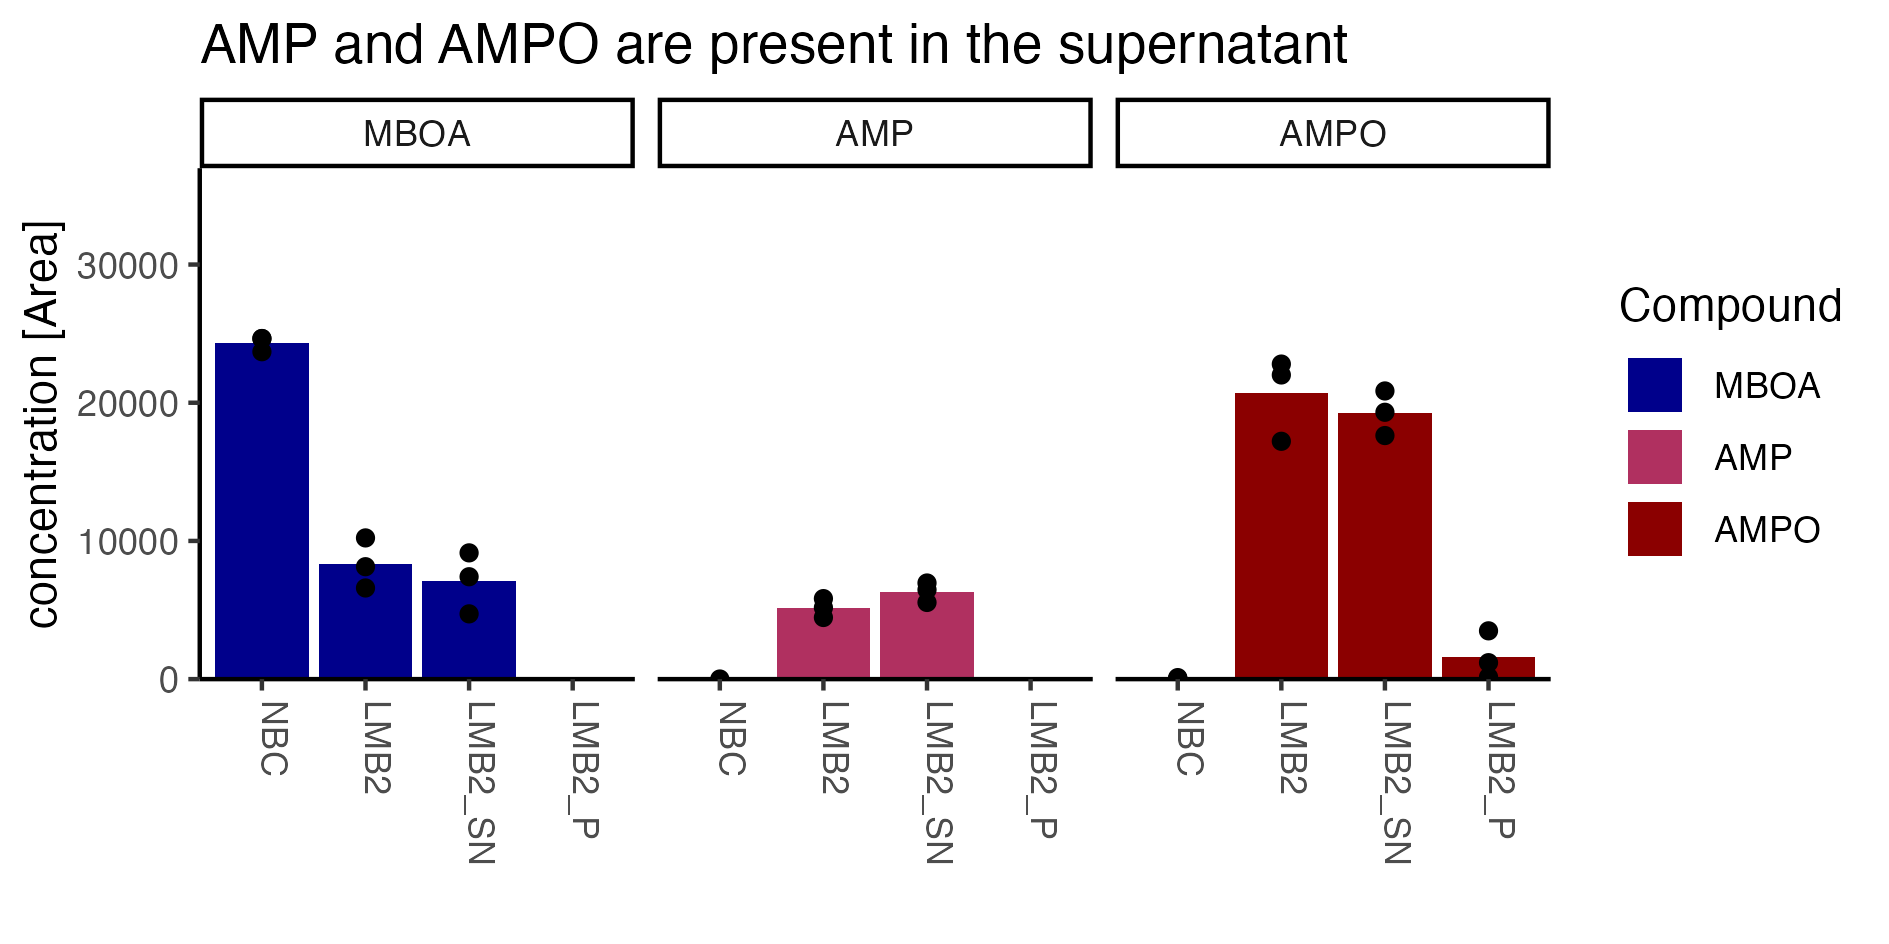 AMP and AMPO are present in the supernatant
MBOA
AMP
AMPO
concentration [Area]
30000
20000
10000
0
NBC
LMB2
LMB2_SN
LMB2_P
NBC
LMB2
LMB2_SN
LMB2_P
NBC
LMB2
LMB2_SN
LMB2_P
Compound
MBOA
AMP
AMPO